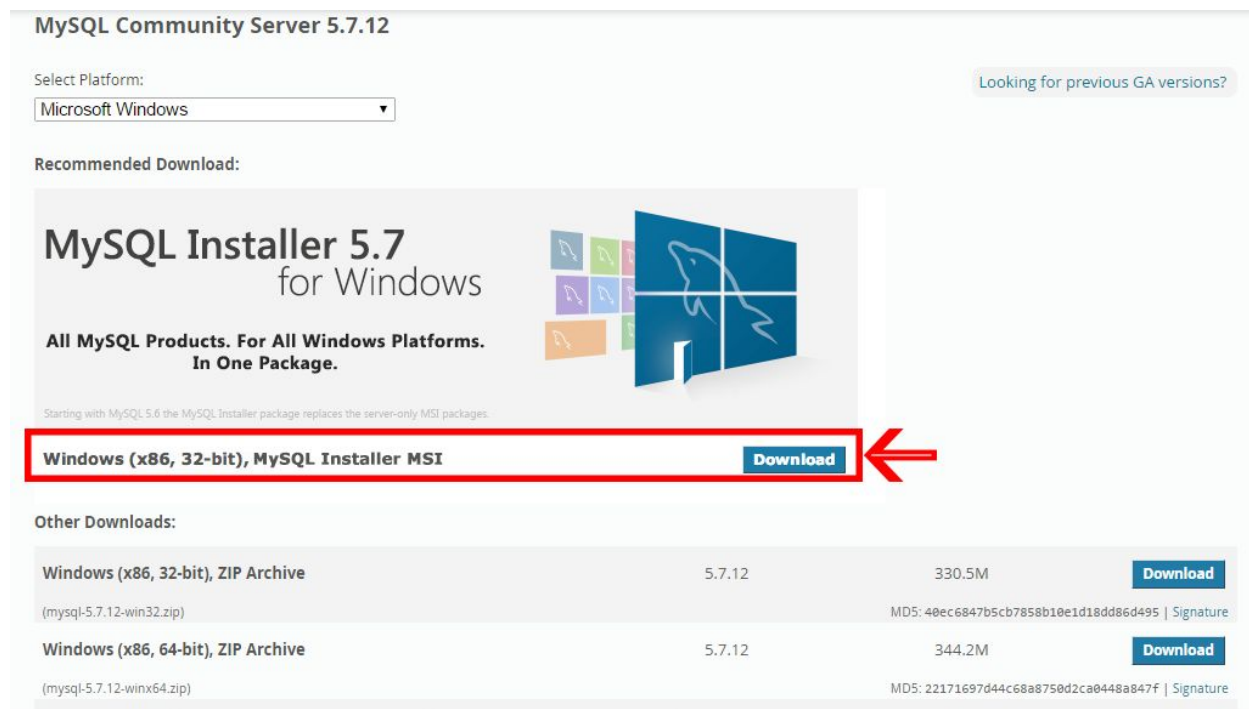 MySQL Community Server 5.7.12
Select Platform:
Looking for previous GA versions?
Microsoft Windows
Recommended Download:
MySQL Installer 5.7
for Windows
All MySQL Products. For All Windows Platforms.
In One Package.
Starting with MySQL 5.6 the MySQL Installer package replaces the server-only MSI packages.
Windows (x86, 32-bit), MySQL Installer MSI Download
Other Downloads:
Windows (x86, 32-bit), ZIP Archive 5.7.12 330.5M Download
(mysql-5.7.12-win32.zip) MD5: 40ec6847b5cb7858b10e1d18dd86d495 | Signature
Windows (x86, 64-bit), ZIP Archive 5.7.12 344.2M Download
(mysql-5.7.12-winx64.zip) MD5: 22171697d44c68a8750d2ca0448a847f | Signature